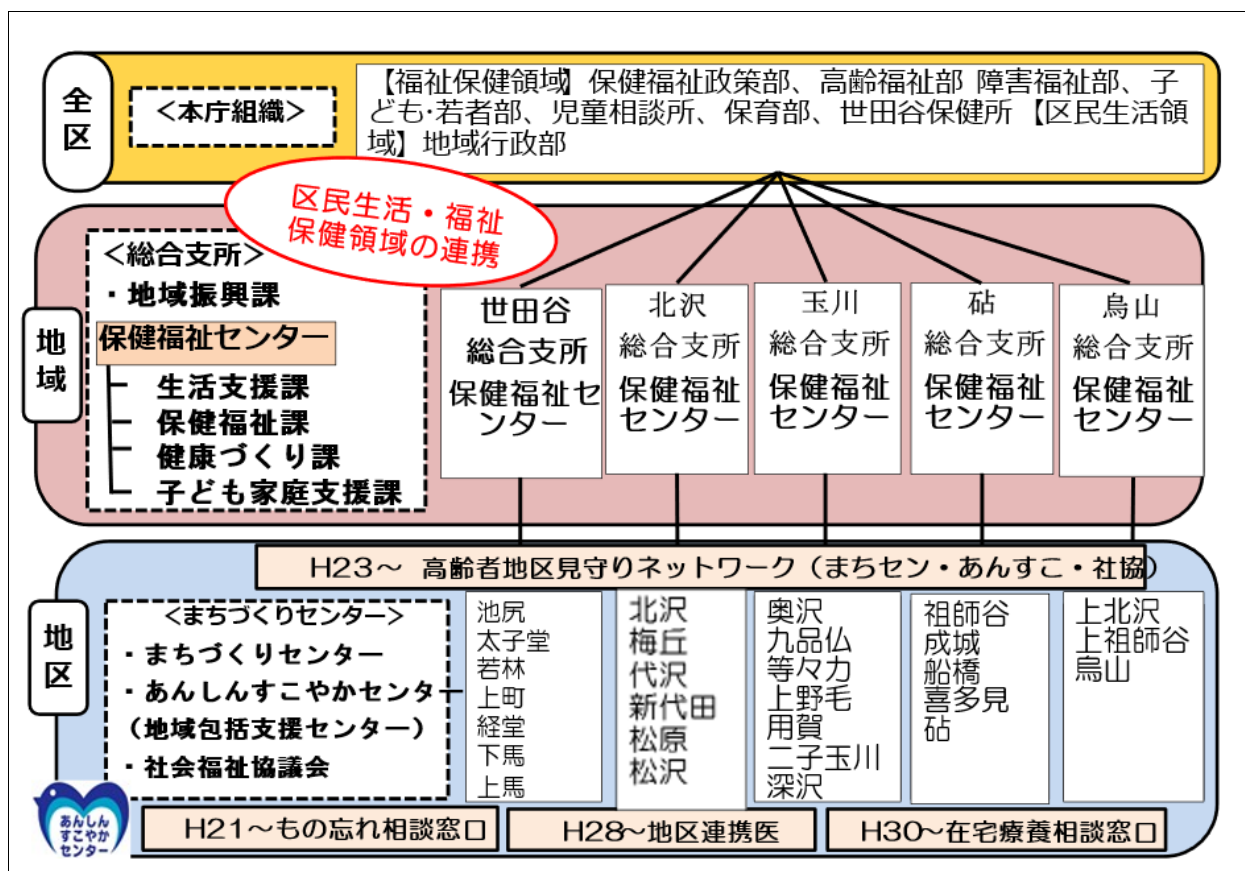 全
区
<本庁組織>
【福祉保健領域】保健福祉政策部、高齢福祉部 障害福祉部、子
ども・若者部、児童相談所、保育部、世田谷保健所 【区民生活領
域】地域行政部
区民生活・福祉
保健領域の連携
地
域
<総合支所>
・地域振興課
保健福祉センター
生活支援課
保健福祉課
健康づくり課
子ども家庭支援課
世田谷
総合支所
保健福祉セ
ンター
北沢
総合支所
保健福祉
センター
玉川
総合支所
保健福祉
センター
砧
総合支所
保健福祉
センター
烏山
総合支所
保健福祉
センター
地
区
H23～ 高齢者地区見守りネットワーク（まちセン・あんすこ・社協）
<まちづくりセンター>
・まちづくりセンター
・あんしんすこやかセンター
（地域包括支援センター）
・社会福祉協議会
池尻
太子堂
若林
上町
経堂
下馬
上馬
北沢
梅丘
代沢
新代田
松原
松沢
奥沢
九品仏
等々力
上野毛
用賀
二子玉川
深沢
祖師谷
成城
船橋
喜多見
砧
上北沢
上祖師谷
烏山
あんしん
すこやか
センター
H21～もの忘れ相談窓口
H28～地区連携医
H30～在宅療養相談窓口